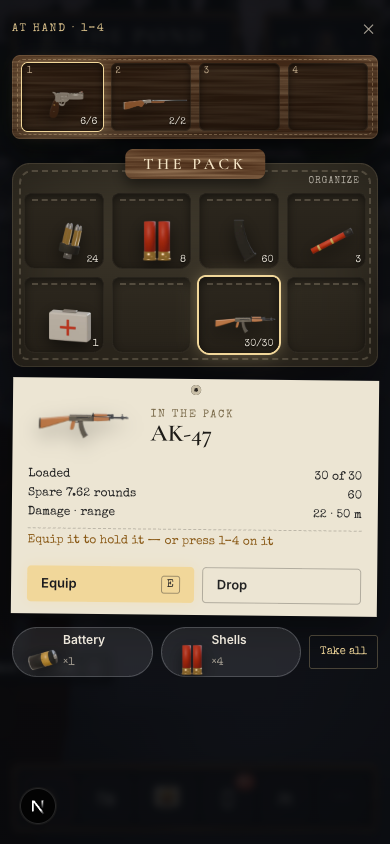 AT HAND · 1-4
1
2
3
4
6/6
2/2
THE PACK
ORGANIZE
24
8
60
3
1
30/30
IN THE PACK
AK-47
Loaded
30 of 30
Spare 7.62 rounds
60
Damage · range
22 · 50 m
Equip it to hold it — or press 1-4 on it
Equip
E
Drop
Battery
×1
Shells
×4
Take all
N